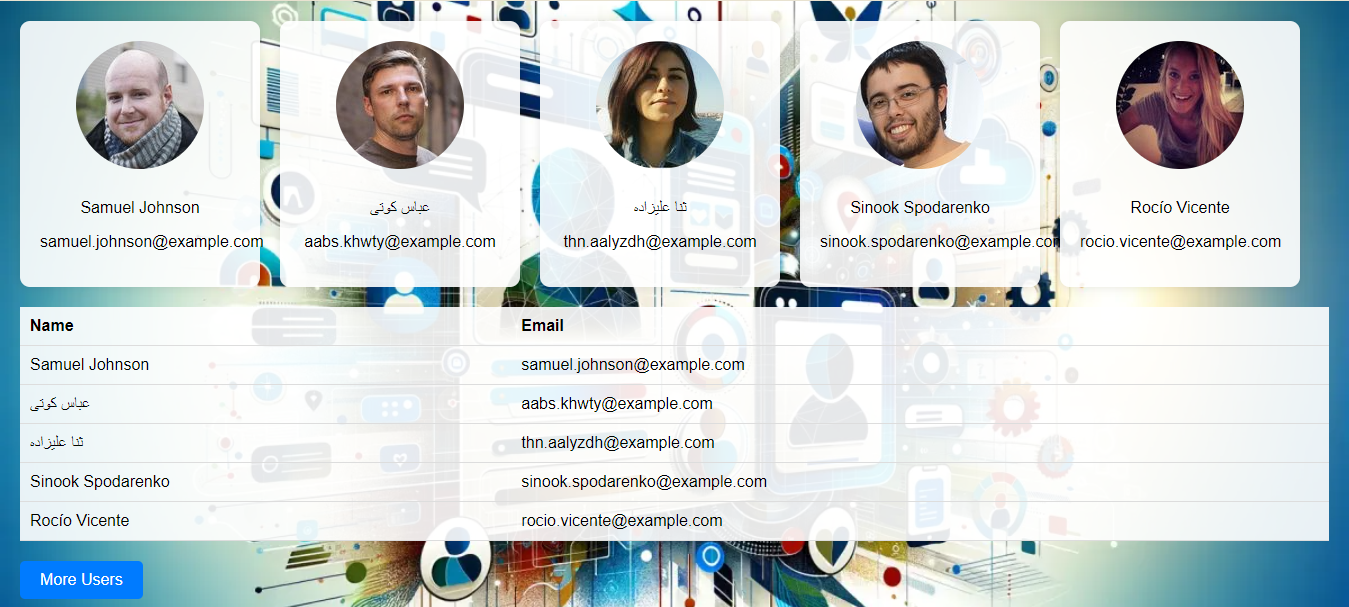 Samuel Johnson
samuel.johnson@example.com
عباس کوتی
aabs.khwty@example.com
ثنا علیزاده
thn.aalyzdh@example.com
Sinook Spodarenko
sinook.spodarenko@example.com
Rocío Vicente
rocio.vicente@example.com
Name Email
Samuel Johnson samuel.johnson@example.com
عباس کوتی aabs.khwty@example.com
ثنا علیزاده thn.aalyzdh@example.com
Sinook Spodarenko sinook.spodarenko@example.com
Rocío Vicente rocio.vicente@example.com
More Users